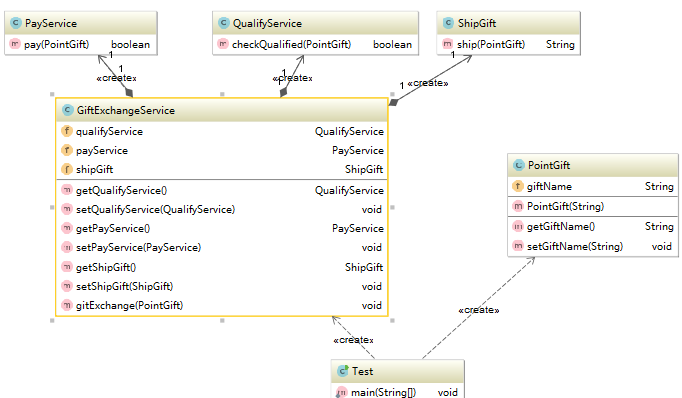 PayService
pay(PointGift) boolean
QualifyService
checkQualified(PointGift) boolean
ShipGift
ship(PointGift) String
1
1
1
«create»
1
1
«create»
1
«create»
GiftExchangeService
qualifyService QualifyService
payService PayService
shipGift ShipGift
getQualifyService() QualifyService
setQualifyService(QualifyService) void
getPayService() PayService
setPayService(PayService) void
getShipGift() ShipGift
setShipGift(ShipGift) void
gitExchange(PointGift) void
PointGift
giftName String
PointGift(String)
getGiftName() String
setGiftName(String) void
«create»
«create»
Test
main(String[]) void